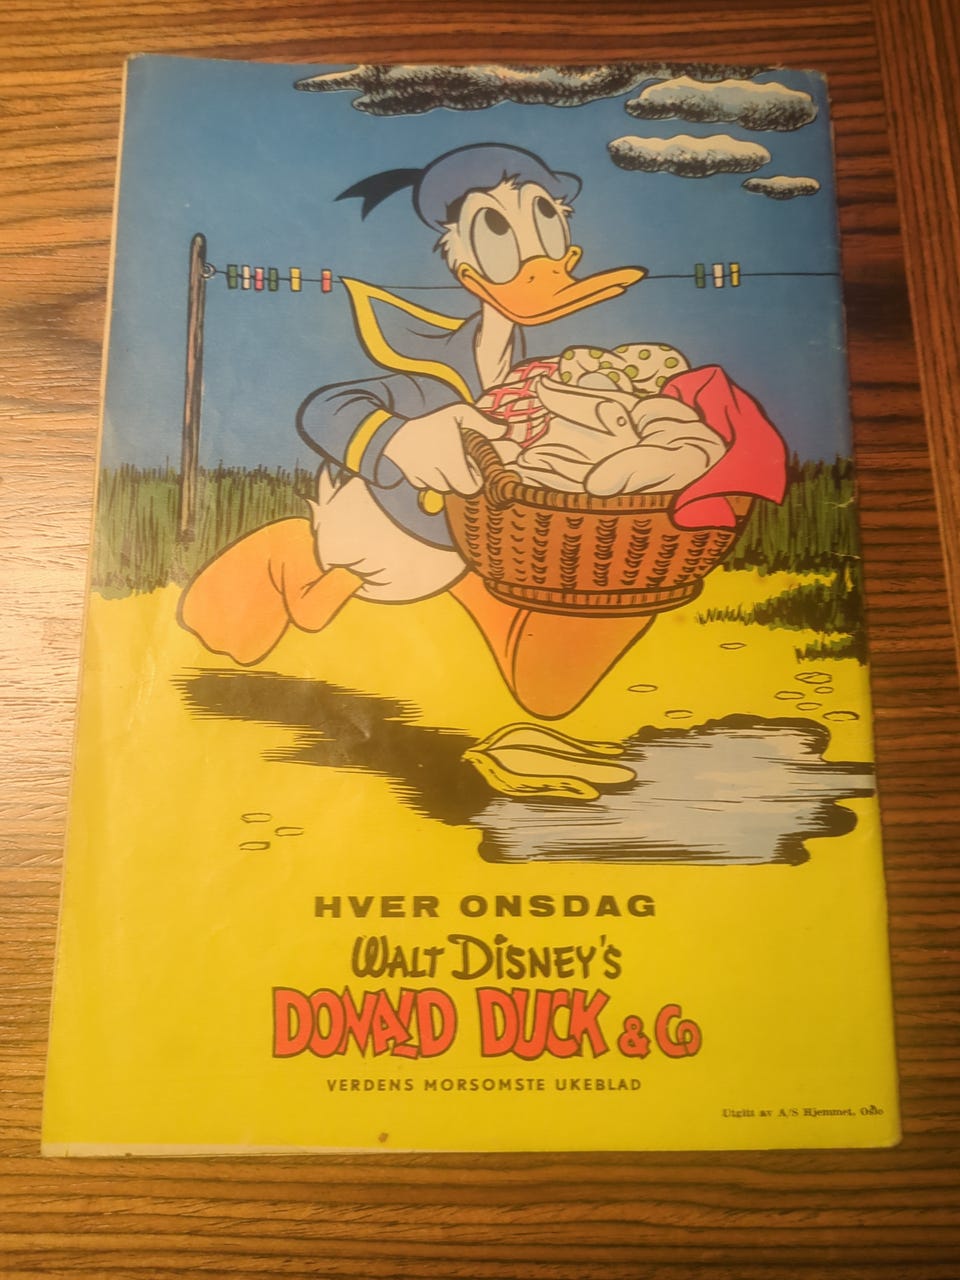 HVER ONSDAG
WALT DISNEY'S
DONALD DUCK & Co
VERDENS MORSOMSTE UKEBLAD
Utgitt av A/S Hjemmet, Oslo